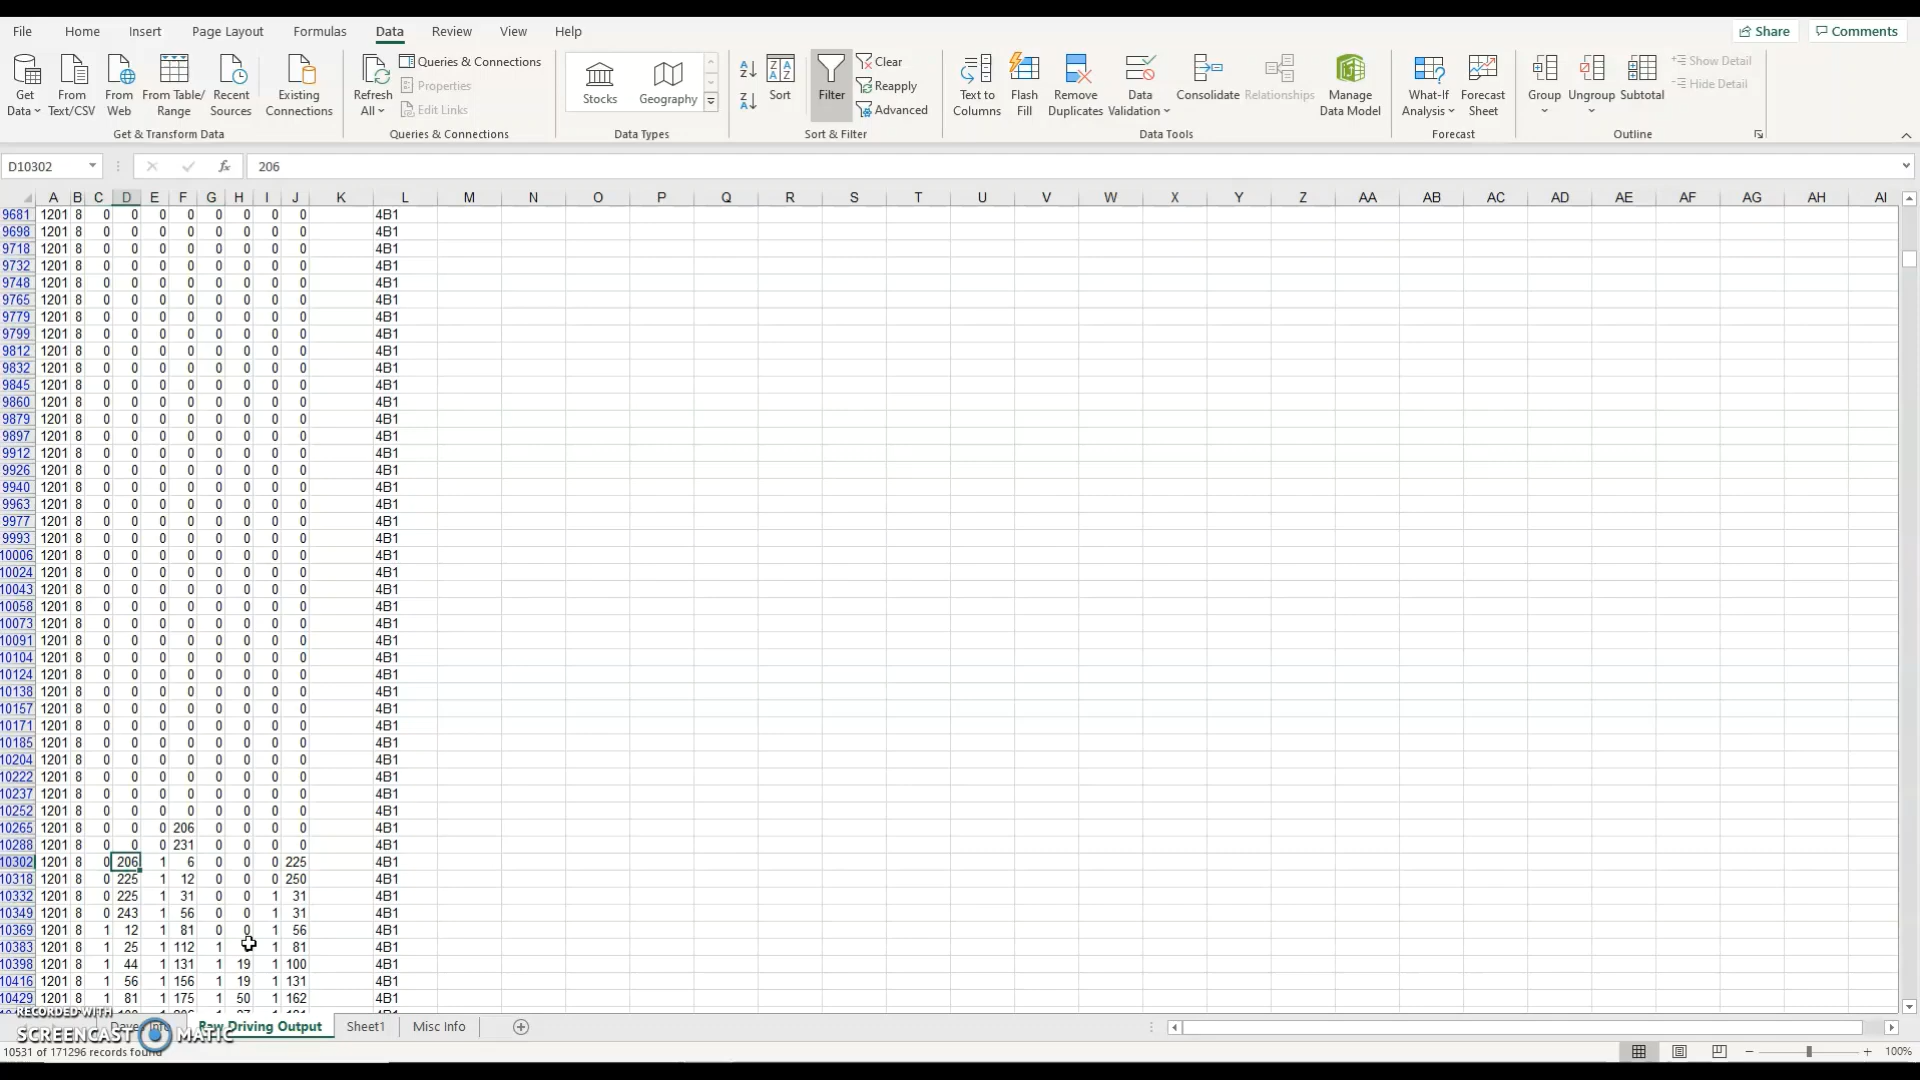 File Home Insert Page Layout Formulas Data Review View Help Share Comments
Get Data From Text/CSV From Web From Table/ Range Recent Sources Existing Connections Refresh All Queries & Connections Properties Edit Links Stocks Geography Sort Filter Clear Reapply Advanced Text to Columns Flash Fill Remove Duplicates Data Validation Consolidate Relationships Manage Data Model What-If Analysis Forecast Sheet Group Ungroup Subtotal Show Detail Hide Detail
Get & Transform Data Queries & Connections Data Types Sort & Filter Data Tools Forecast Outline
D10302 fx 206
A B C D E F G H I J K L M N O P Q R S T U V W X Y Z AA AB AC AD AE AF AG AH AI
9681 1201 8 0 0 0 0 0 0 0 0 4B1
9698 1201 8 0 0 0 0 0 0 0 0 4B1
9718 1201 8 0 0 0 0 0 0 0 0 4B1
9732 1201 8 0 0 0 0 0 0 0 0 4B1
9748 1201 8 0 0 0 0 0 0 0 0 4B1
9765 1201 8 0 0 0 0 0 0 0 0 4B1
9779 1201 8 0 0 0 0 0 0 0 0 4B1
9799 1201 8 0 0 0 0 0 0 0 0 4B1
9812 1201 8 0 0 0 0 0 0 0 0 4B1
9832 1201 8 0 0 0 0 0 0 0 0 4B1
9845 1201 8 0 0 0 0 0 0 0 0 4B1
9860 1201 8 0 0 0 0 0 0 0 0 4B1
9879 1201 8 0 0 0 0 0 0 0 0 4B1
9897 1201 8 0 0 0 0 0 0 0 0 4B1
9912 1201 8 0 0 0 0 0 0 0 0 4B1
9926 1201 8 0 0 0 0 0 0 0 0 4B1
9940 1201 8 0 0 0 0 0 0 0 0 4B1
9963 1201 8 0 0 0 0 0 0 0 0 4B1
9977 1201 8 0 0 0 0 0 0 0 0 4B1
9993 1201 8 0 0 0 0 0 0 0 0 4B1
10006 1201 8 0 0 0 0 0 0 0 0 4B1
10024 1201 8 0 0 0 0 0 0 0 0 4B1
10043 1201 8 0 0 0 0 0 0 0 0 4B1
10058 1201 8 0 0 0 0 0 0 0 0 4B1
10073 1201 8 0 0 0 0 0 0 0 0 4B1
10091 1201 8 0 0 0 0 0 0 0 0 4B1
10104 1201 8 0 0 0 0 0 0 0 0 4B1
10124 1201 8 0 0 0 0 0 0 0 0 4B1
10138 1201 8 0 0 0 0 0 0 0 0 4B1
10157 1201 8 0 0 0 0 0 0 0 0 4B1
10171 1201 8 0 0 0 0 0 0 0 0 4B1
10185 1201 8 0 0 0 0 0 0 0 0 4B1
10204 1201 8 0 0 0 0 0 0 0 0 4B1
10222 1201 8 0 0 0 0 0 0 0 0 4B1
10237 1201 8 0 0 0 0 0 0 0 0 4B1
10252 1201 8 0 0 0 0 0 0 0 0 4B1
10265 1201 8 0 0 0 206 0 0 0 0 4B1
10288 1201 8 0 0 0 231 0 0 0 0 4B1
10302 1201 8 0 206 1 6 0 0 0 225 4B1
10318 1201 8 0 225 1 12 0 0 0 250 4B1
10332 1201 8 0 225 1 31 0 0 1 31 4B1
10349 1201 8 0 243 1 56 0 0 1 31 4B1
10369 1201 8 1 12 1 81 0 0 1 56 4B1
10383 1201 8 1 25 1 112 1 1 81 4B1
10398 1201 8 1 44 1 131 1 19 1 100 4B1
10416 1201 8 1 56 1 156 1 19 1 131 4B1
10429 1201 8 1 81 1 175 1 50 1 162 4B1
RECORDED WITH
SCREENCAST MATIC
Raw Driving Output Sheet1 Misc Info
10531 of 171296 records found 100%